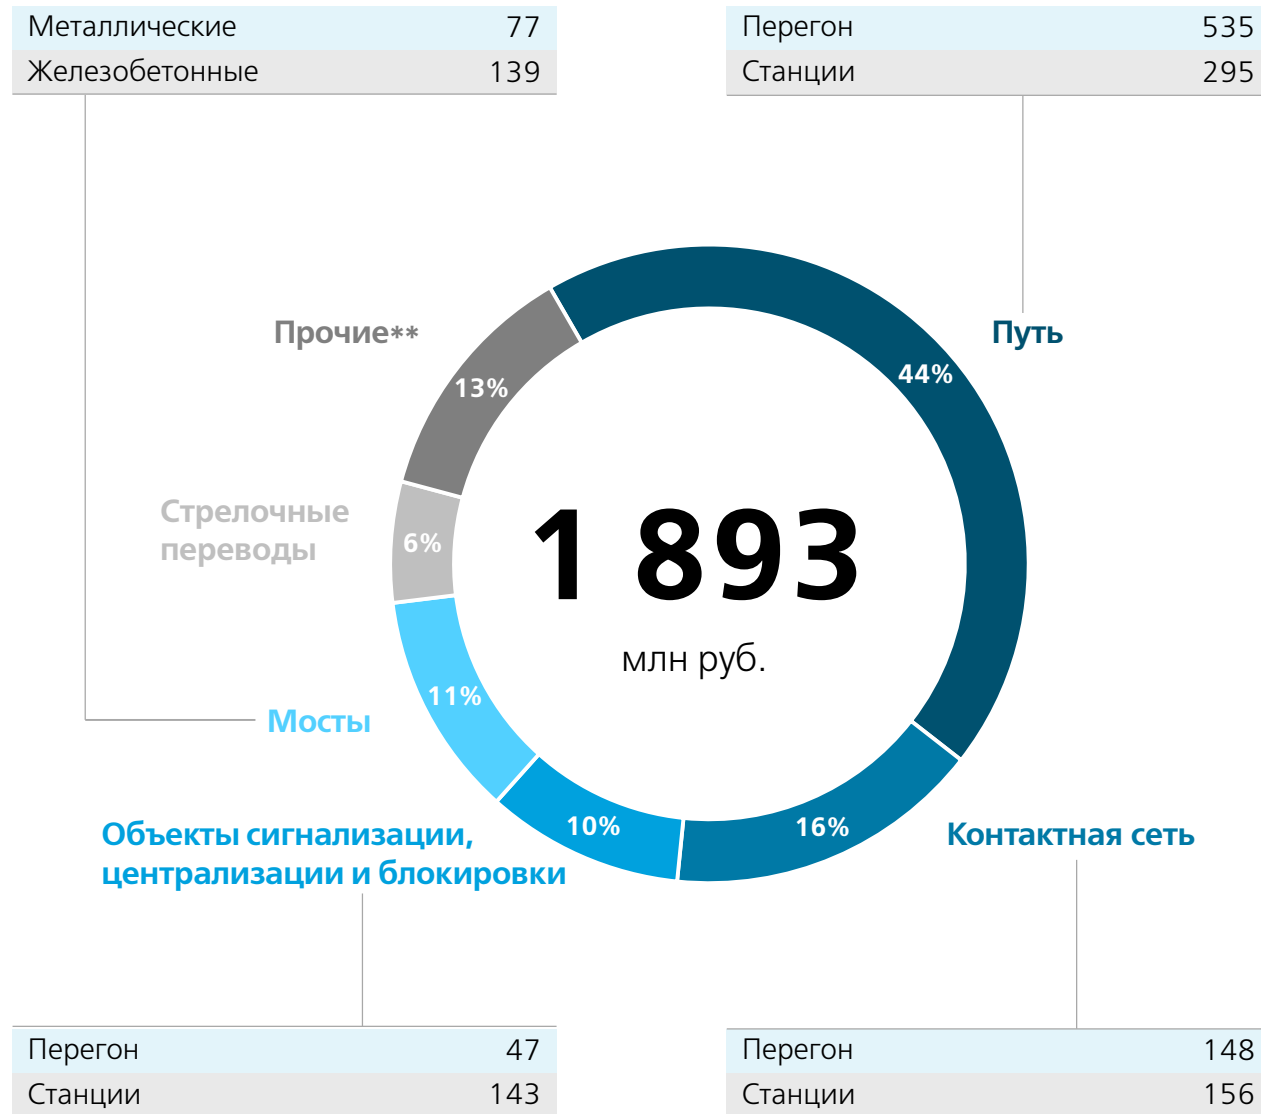 Металлические 77
Железобетонные 139
Перегон 535
Станции 295
Прочие**
Путь
13%
44%
Стрелочные
переводы
6%
1 893
млн руб.
11%
Мосты
10%
16%
Объекты сигнализации,
централизации и блокировки
Контактная сеть
Перегон 47
Станции 143
Перегон 148
Станции 156